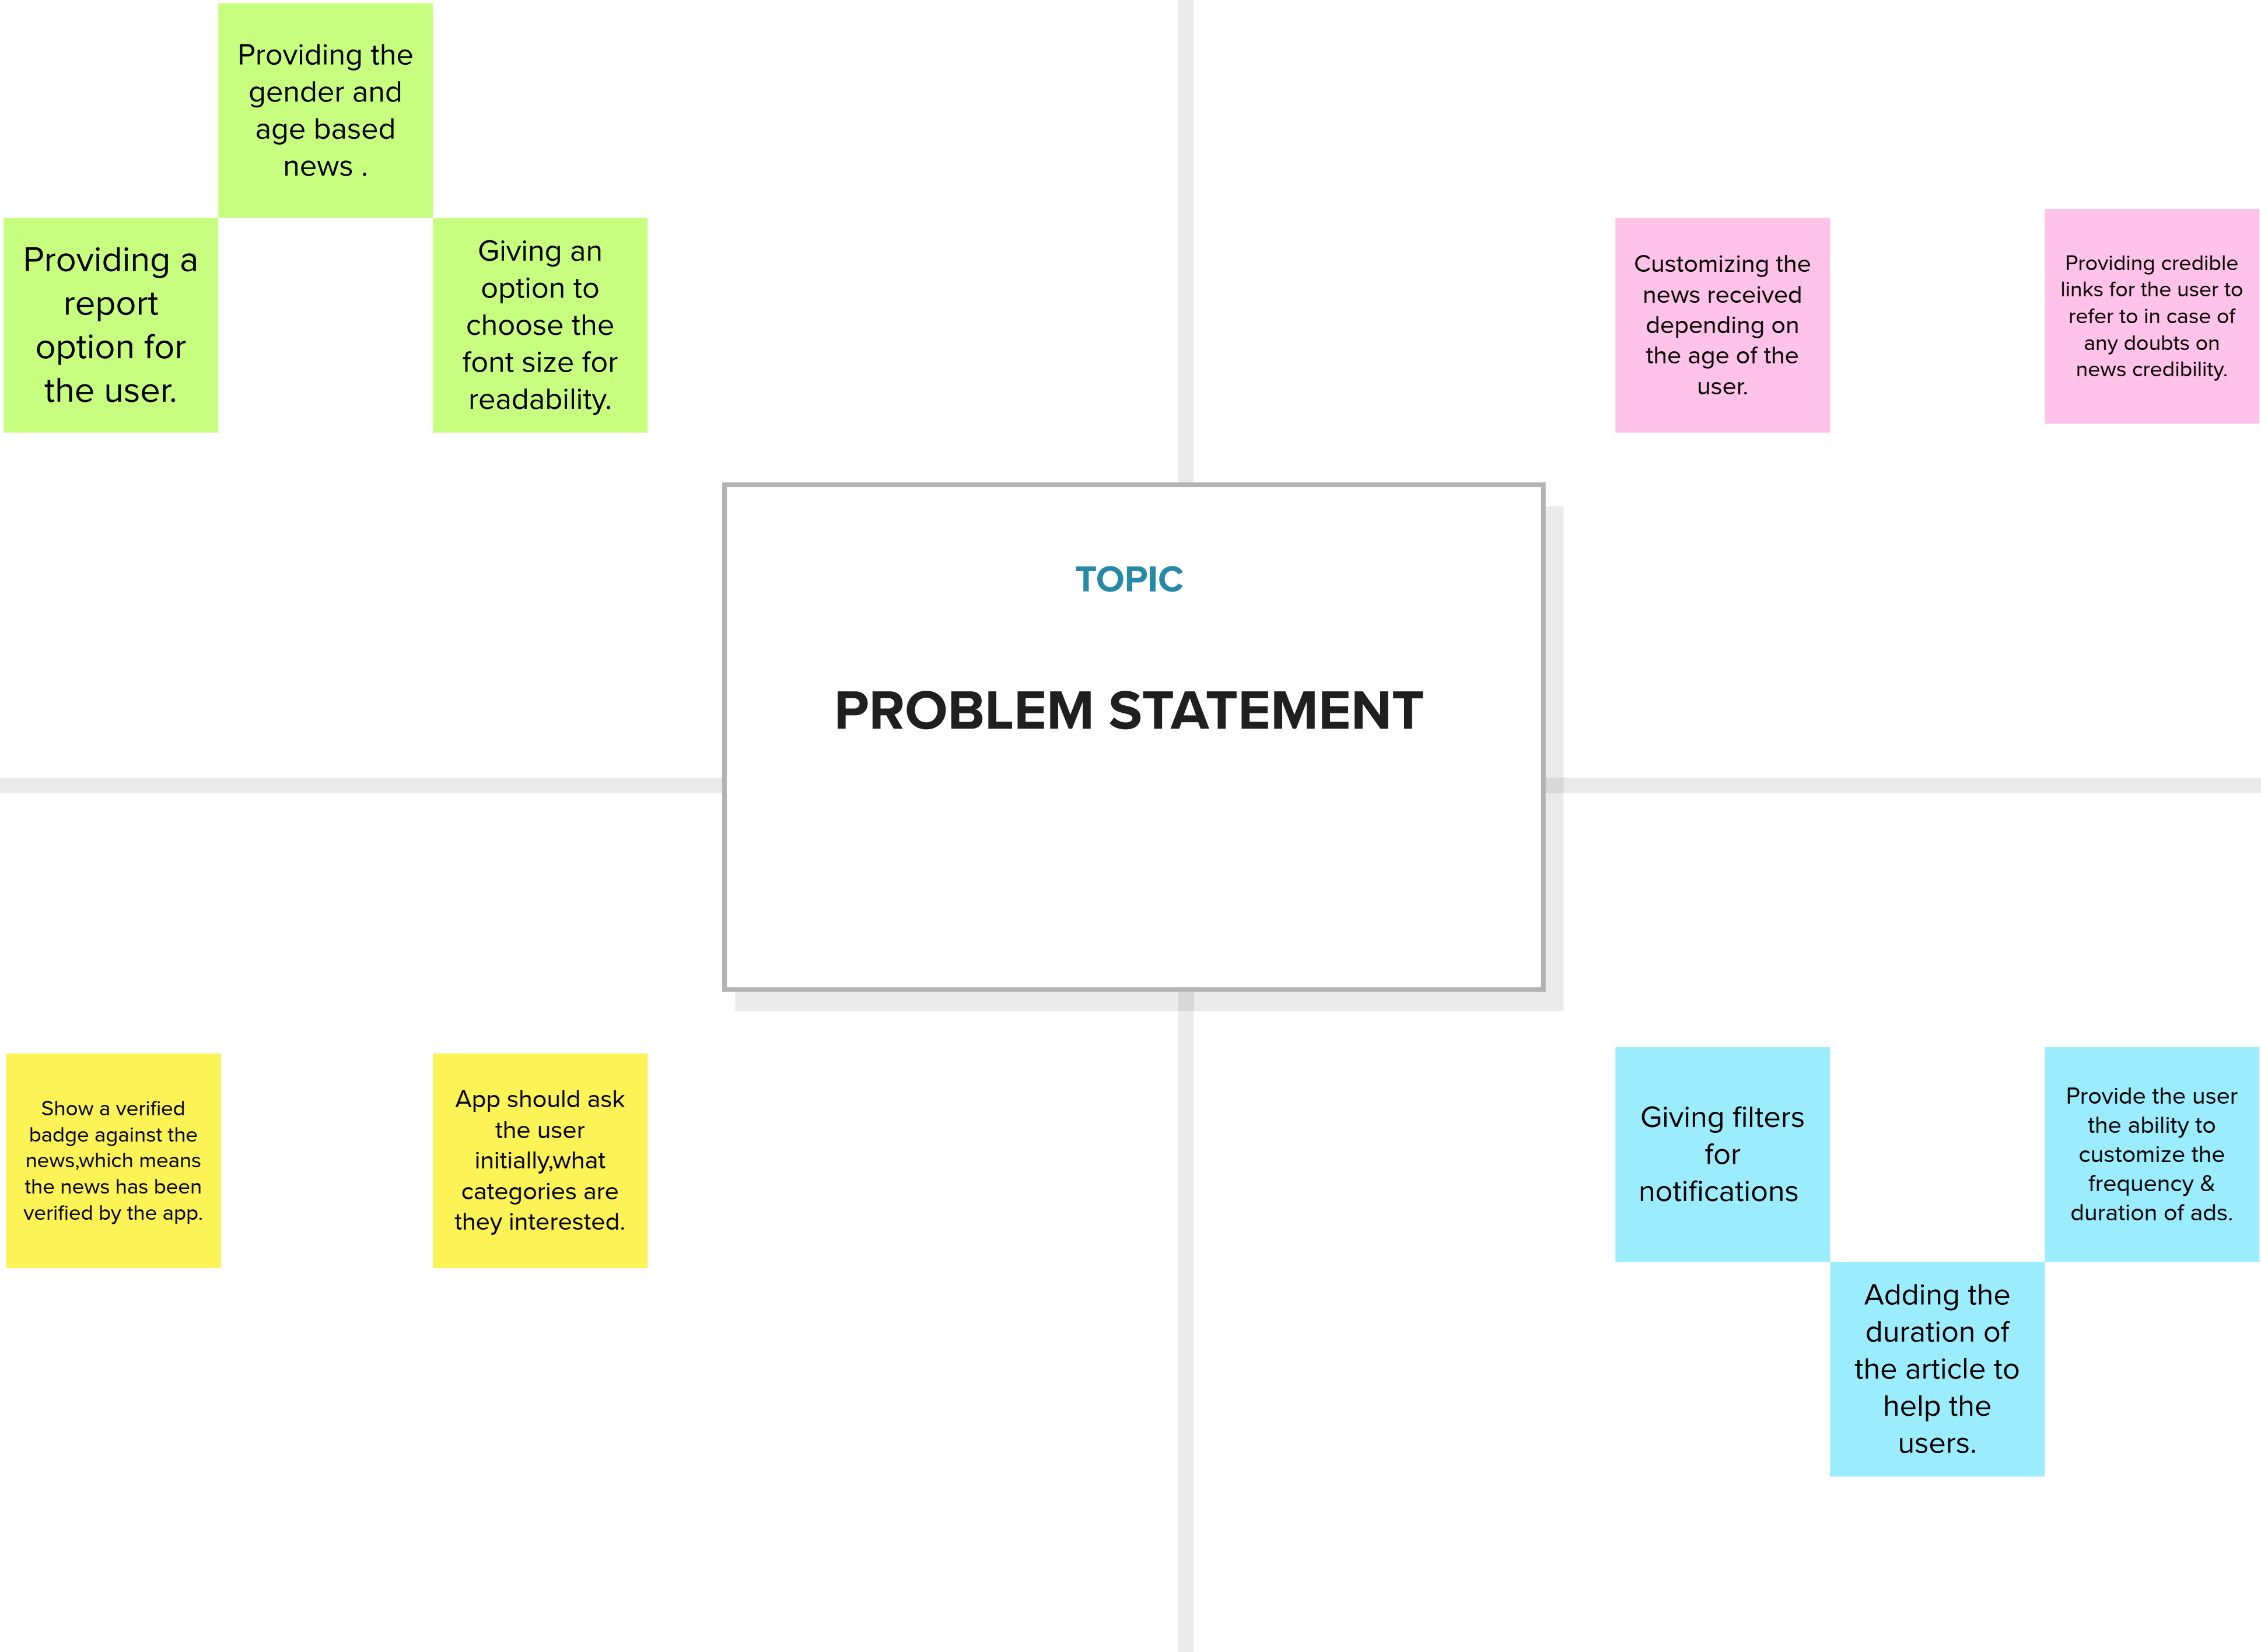 Providing the
gender and
age based
news .
Providing a
report
option for
the user.
Giving an
option to
choose the
font size for
readability.
Customizing the
news received
depending on
the age of the
user.
Providing credible
links for the user to
refer to in case of
any doubts on
news credibility.
TOPIC
PROBLEM STATEMENT
Show a verified
badge against the
news,which means
the news has been
verified by the app.
App should ask
the user
initially,what
categories are
they interested.
Giving filters
for
notifications
Provide the user
the ability to
customize the
frequency &
duration of ads.
Adding the
duration of
the article to
help the
users.